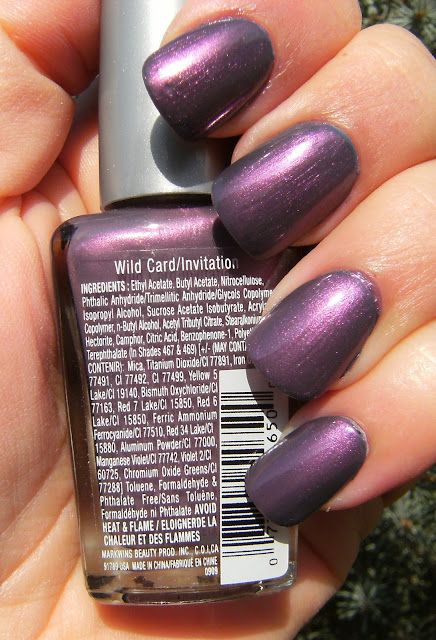 Wild Card/Invitation
INGREDIENTS: Ethyl Acetate, Butyl Acetate, Nitrocellulose,
Phthalic Anhydride/Trimellitic Anhydride/Glycols Copolyme
Isopropyl Alcohol, Sucrose Acetate Isobutyrate, Acryl
Copolymer, n-Butyl Alcohol, Acetyl Tributyl Citrate, Stearalkoniu
Hectorite, Camphor, Citric Acid, Benzophenone-1, Polye
Terephthalate (In Shades 467 & 469) [+/- (MAY CONTA
CONTENIR): Mica, Titanium Dioxide/CI 77891, Iron
77491, CI 77492, CI 77499, Yellow 5
Lake/CI 19140, Bismuth Oxychloride/CI
77163, Red 7 Lake/CI 15850, Red 6
Lake/CI 15850, Ferric Ammonium
Ferrocyanide/CI 77510, Red 34 Lake/CI
15880, Aluminum Powder/CI 77000,
Manganese Violet/CI 77742, Violet 2/CI
60725, Chromium Oxide Greens/CI
77288] Toluene, Formaldehyde &
Phthalate Free/Sans Toluène,
Formaldéhyde ni Phthalate AVOID
HEAT & FLAME / ELOIGNER DE LA
CHALEUR ET DES FLAMMES
MARKWINS BEAUTY PROD. INC., C.O.I.CA
91789 USA MADE IN CHINA/FABRIQUÉ EN CHINE
0909